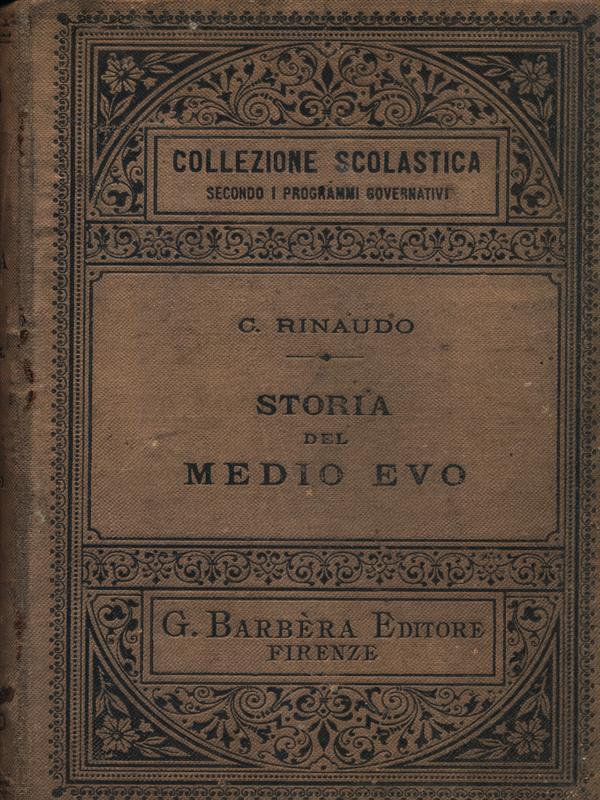 COLLEZIONE SCOLASTICA
SECONDO I PROGRAMMI GOVERNATIVI
C. RINAUDO
STORIA
DEL
MEDIO EVO
G. BARBÈRA EDITORE
FIRENZE